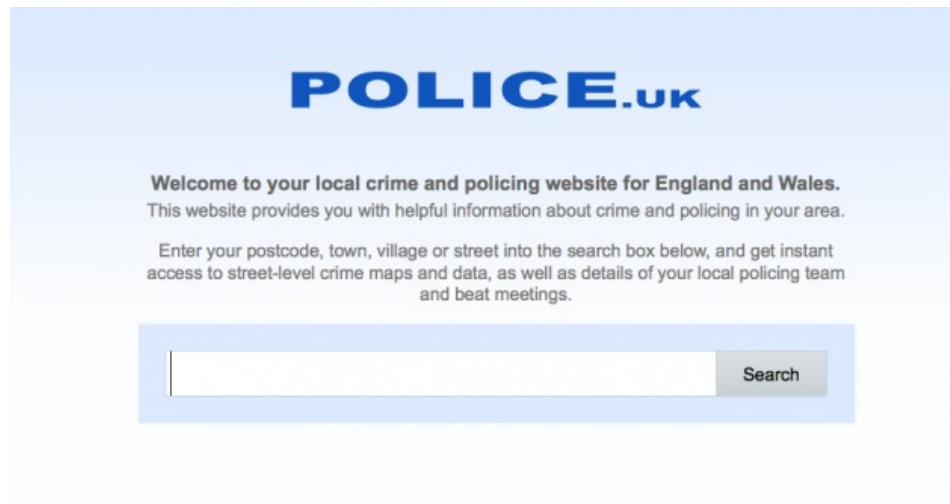 POLICE.UK
Welcome to your local crime and policing website for England and Wales.
This website provides you with helpful information about crime and policing in your area.
Enter your postcode, town, village or street into the search box below, and get instant
access to street-level crime maps and data, as well as details of your local policing team
and beat meetings.
Search